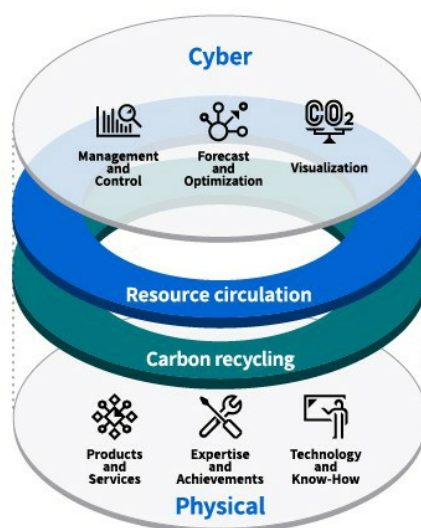 Cyber
CO₂
Management
and
Control
Forecast
and
Optimization
Visualization
Resource circulation
Carbon recycling
Products
and
Services
Expertise
and
Achievements
Technology
and
Know-How
Physical